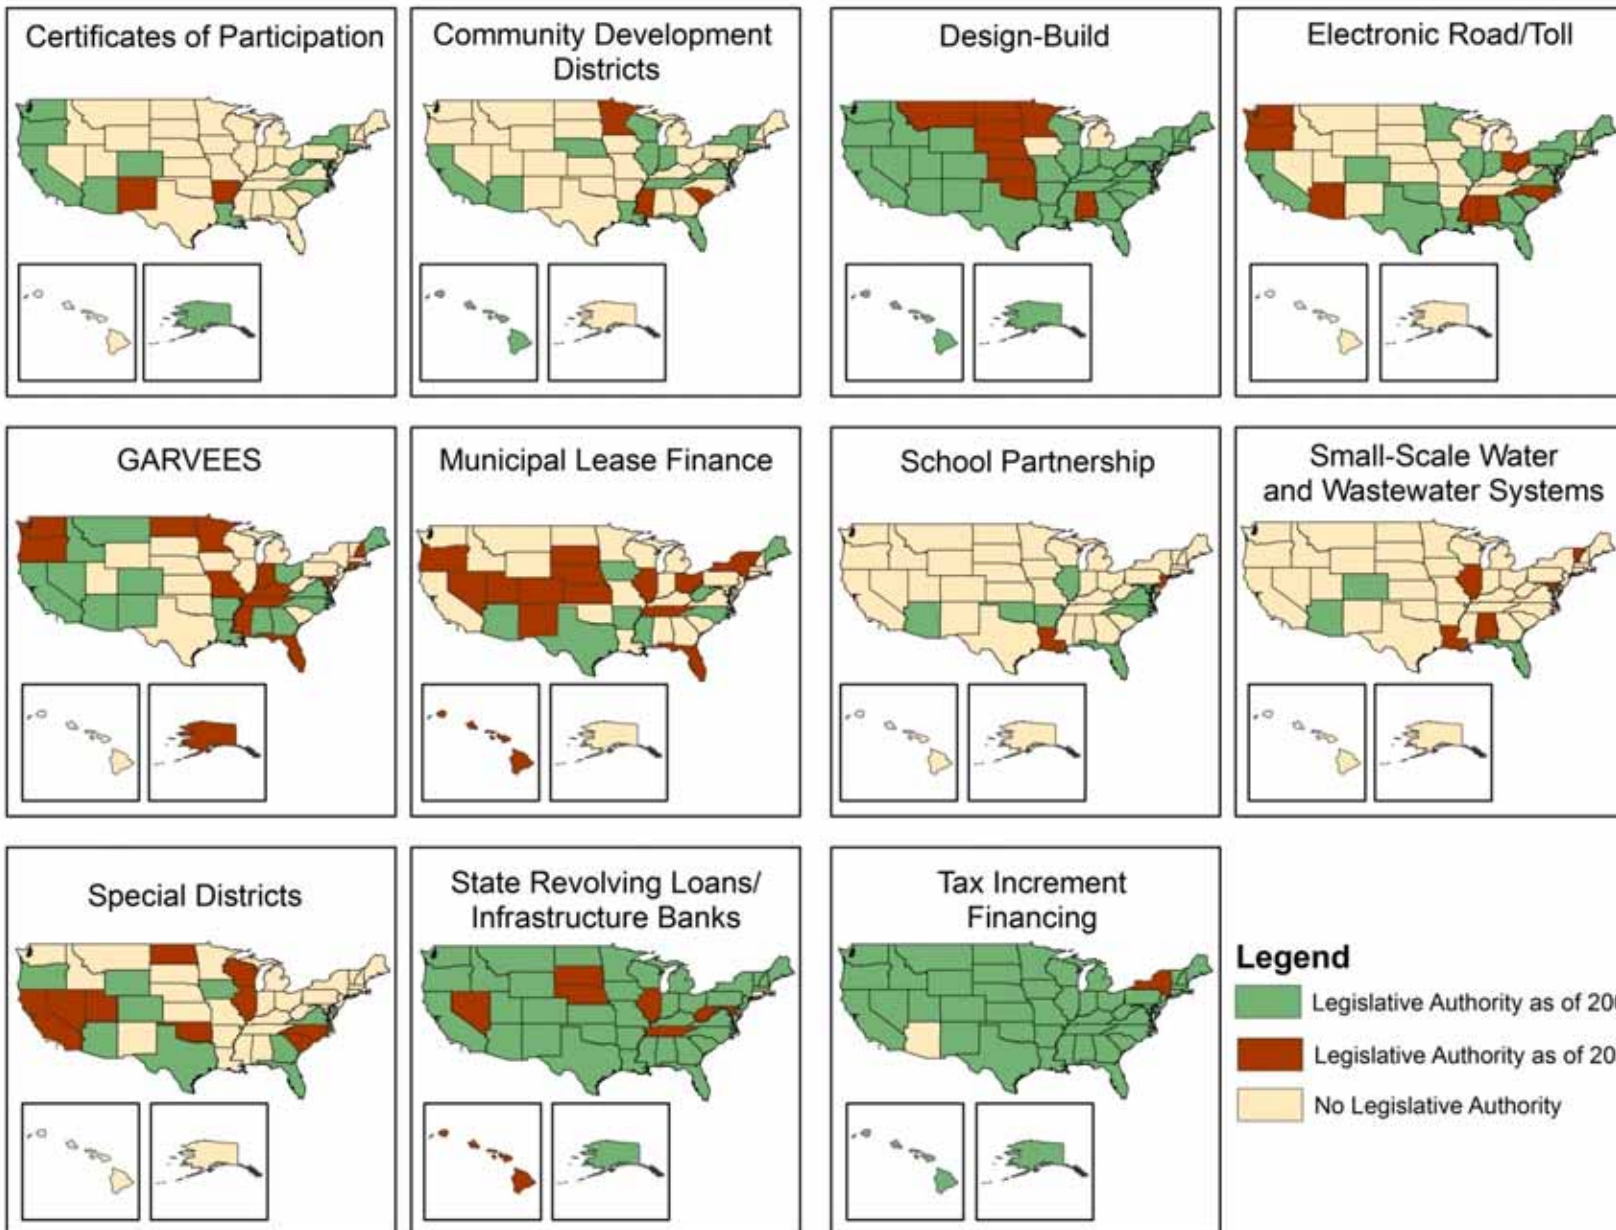 Certificates of Participation
Community Development
Districts
Design-Build
Electronic Road/Toll
GARVEES
Municipal Lease Finance
School Partnership
Small-Scale Water
and Wastewater Systems
Special Districts
State Revolving Loans/
Infrastructure Banks
Tax Increment
Financing
Legend
Legislative Authority as of
Legislative Authority as of
No Legislative Authority